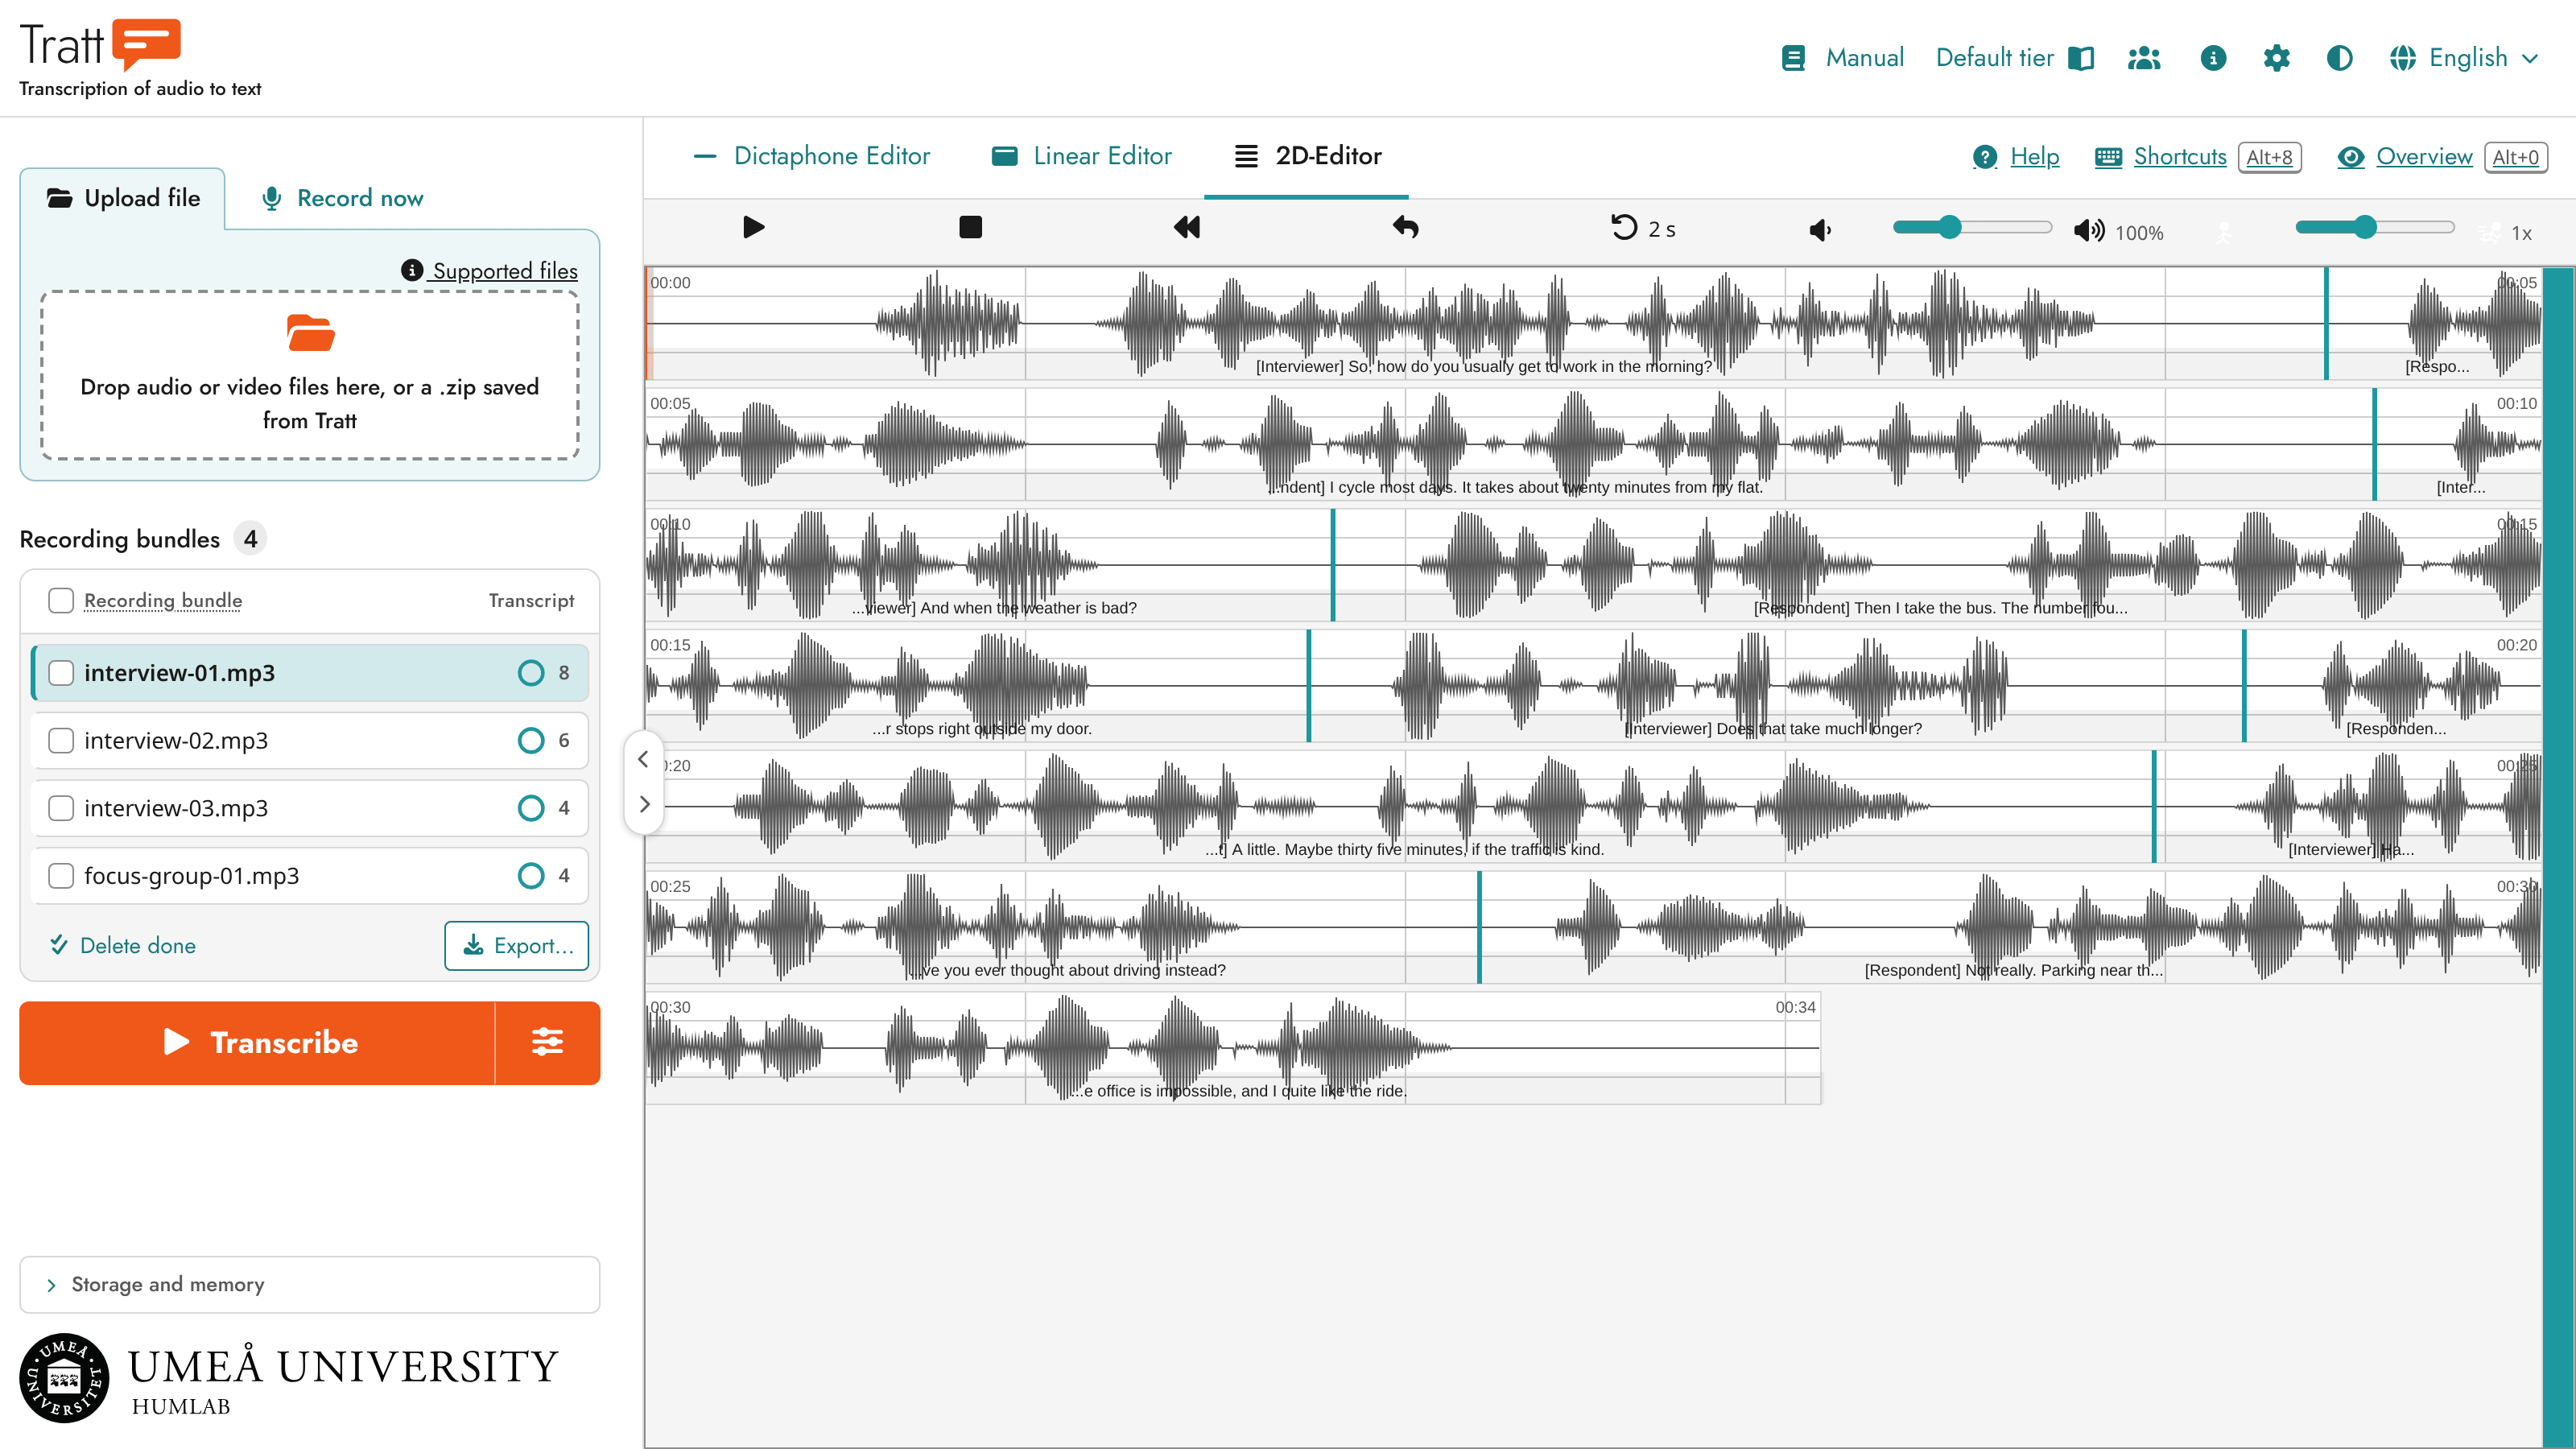 Tratt
Transcription of audio to text
Manual
Default tier
English
Upload file
Record now
Supported files
Drop audio or video files here, or a .zip saved
from Tratt
Recording bundles 4
Recording bundle
Transcript
interview-01.mp3 8
interview-02.mp3 6
interview-03.mp3 4
focus-group-01.mp3 4
Delete done
Export...
Transcribe
Storage and memory
UMEÅ UNIVERSITET
UMEÅ UNIVERSITY
HUMLAB
Dictaphone Editor
Linear Editor
2D-Editor
Help
Shortcuts Alt+8
Overview Alt+0
2 s
100%
1x
00:00 00:05
[Interviewer] So, how do you usually get to work in the morning? [Respo...
00:05 00:10
...ndent] I cycle most days. It takes about twenty minutes from my flat. [Inter...
00:10 00:15
...viewer] And when the weather is bad? [Respondent] Then I take the bus. The number fou...
00:15 00:20
...r stops right outside my door. [Interviewer] Does that take much longer? [Responden...
:20 00:25
...t] A little. Maybe thirty five minutes, if the traffic is kind. [Interviewer] Ha...
00:25 00:30
...ve you ever thought about driving instead? [Respondent] Not really. Parking near th...
00:30 00:34
...e office is impossible, and I quite like the ride.